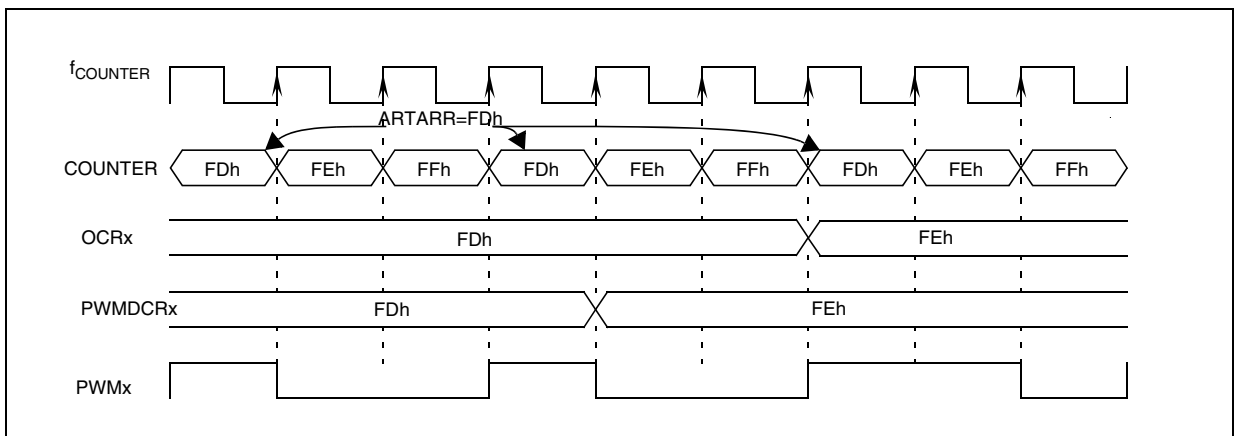 fCOUNTER
ARTARR=FDh
COUNTER FDh FEh FFh FDh FEh FFh FDh FEh FFh
OCRx FDh FEh
PWMDCRx FDh FEh
PWMx